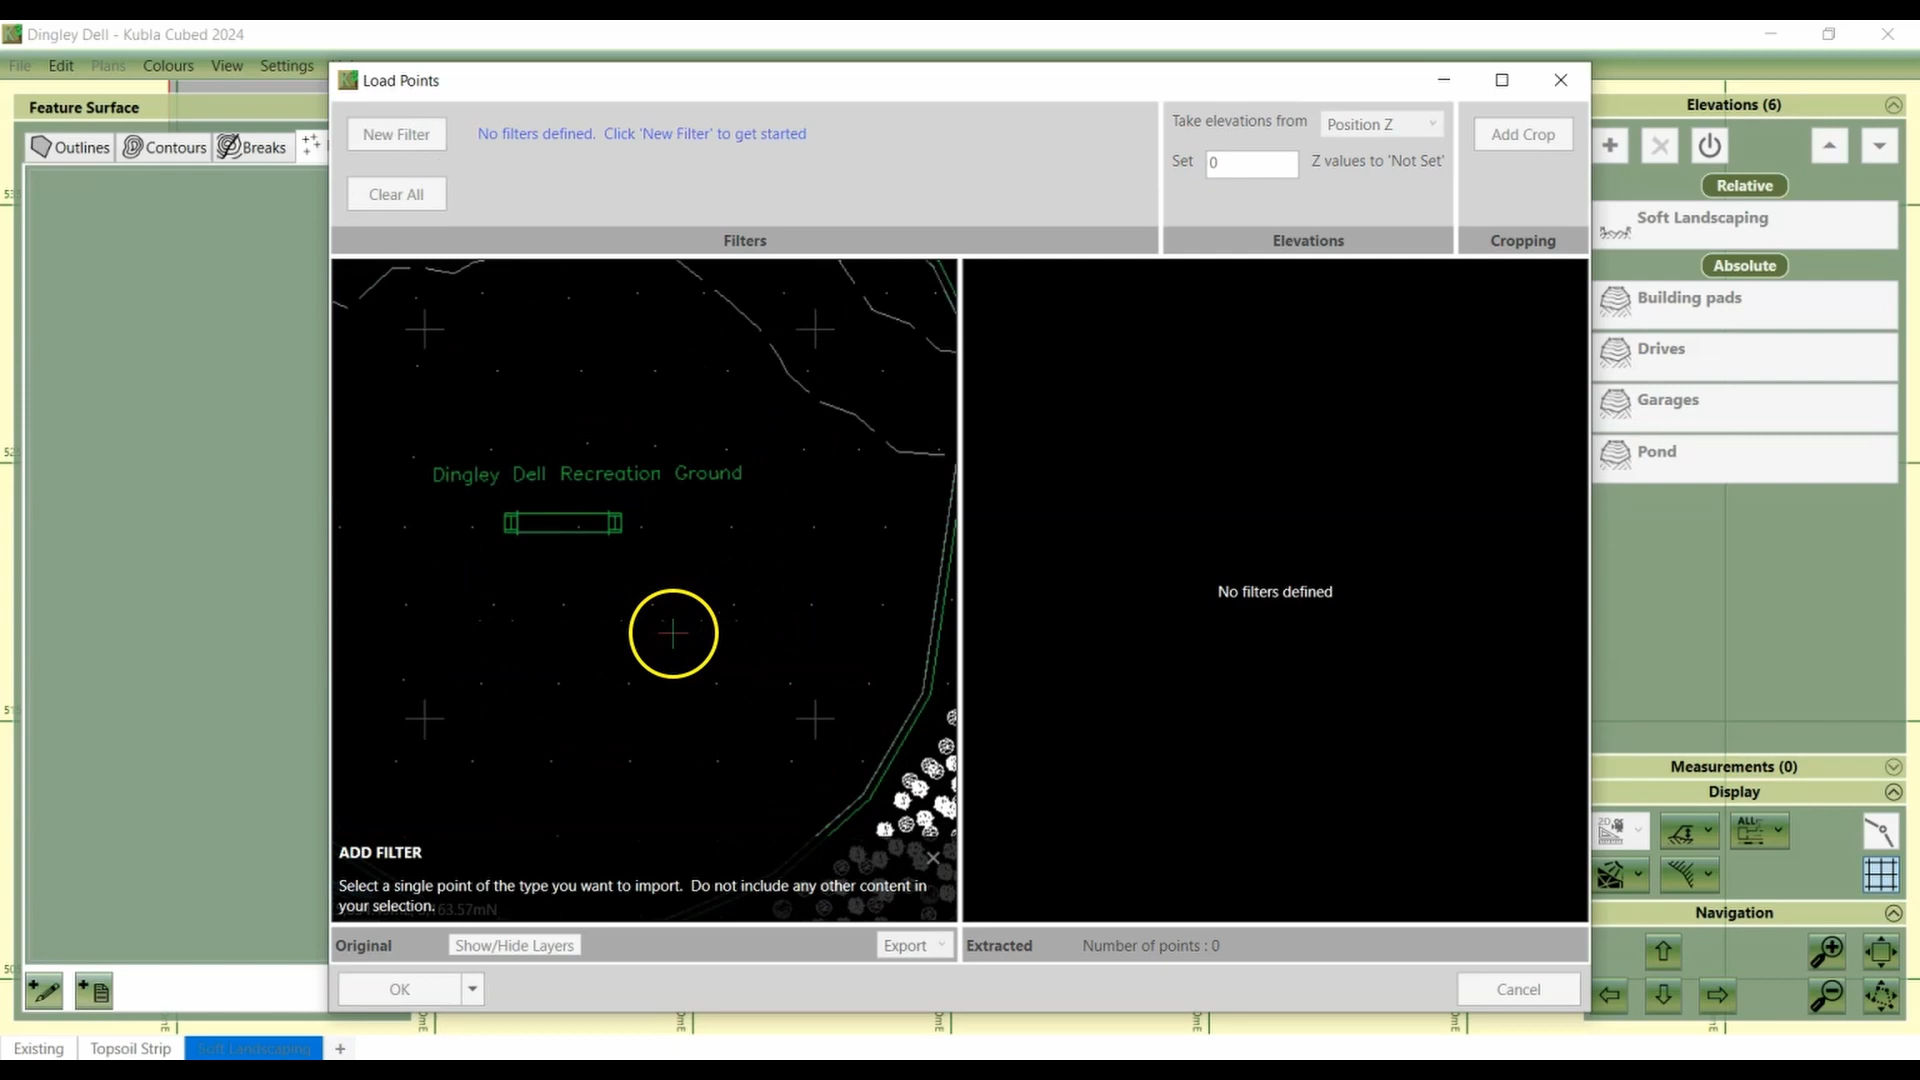 Dingley Dell - Kubla Cubed 2024
File Edit Plans Colours View Settings
Load Points
Feature Surface
Outlines Contours Breaks
New Filter
No filters defined. Click 'New Filter' to get started
Clear All
Filters
Take elevations from Position Z
Set 0 Z values to 'Not Set'
Elevations
Add Crop
Cropping
Elevations (6)
Relative
Soft Landscaping
Absolute
Building pads
Drives
Garages
Pond
Dingley Dell Recreation Ground
No filters defined
ADD FILTER
Select a single point of the type you want to import. Do not include any other content in
your selection.
Original Show/Hide Layers Export
Extracted Number of points : 0
OK
Cancel
Measurements (0)
Display
2D
ALL
Navigation
Existing Topsoil Strip Soft Landscaping +